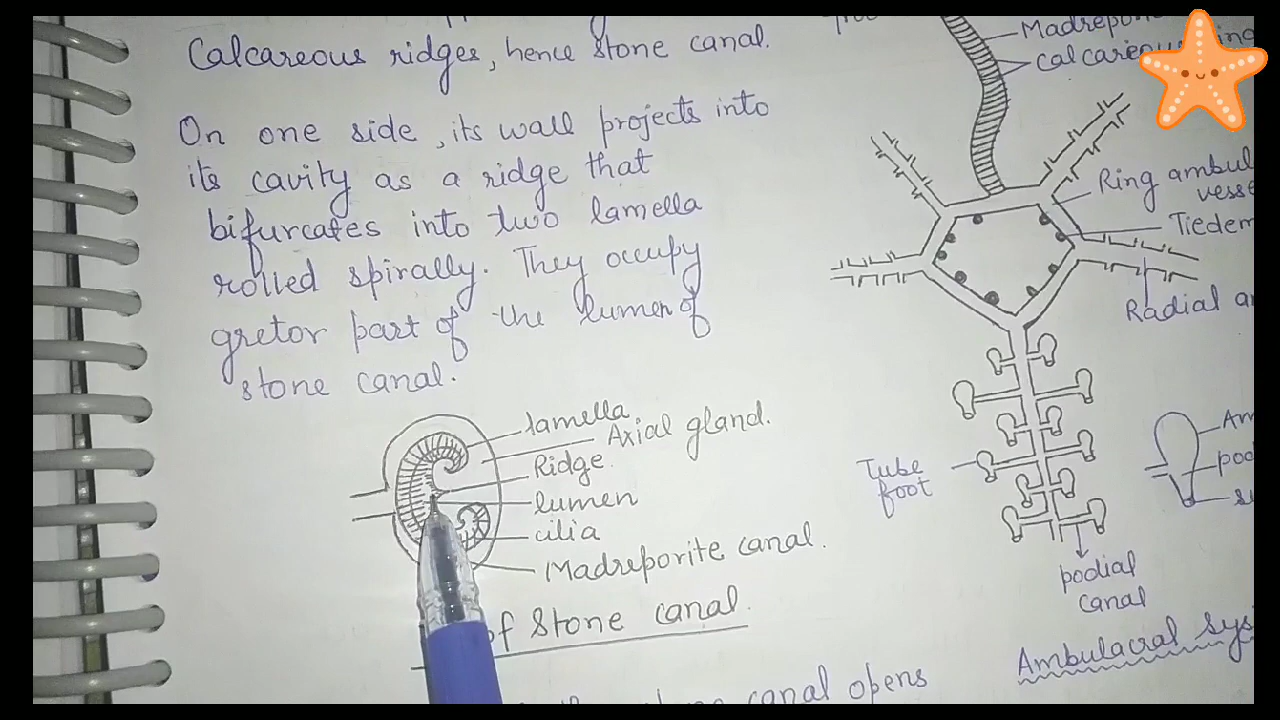 Calcareous ridges, hence stone canal.
On one side, its wall projects into
its cavity as a ridge that
bifurcates into two lamella
rolled spirally. They occupy
gretor part of the lumen of
stone canal.
lamella
Axial gland.
Ridge
lumen
cilia
Madreporite canal.
of Stone canal.
canal opens
calcareous
Ring ambul
vesse
Tiedem
Radial a
Tube
foot
podial
canal
Ambulacral sys